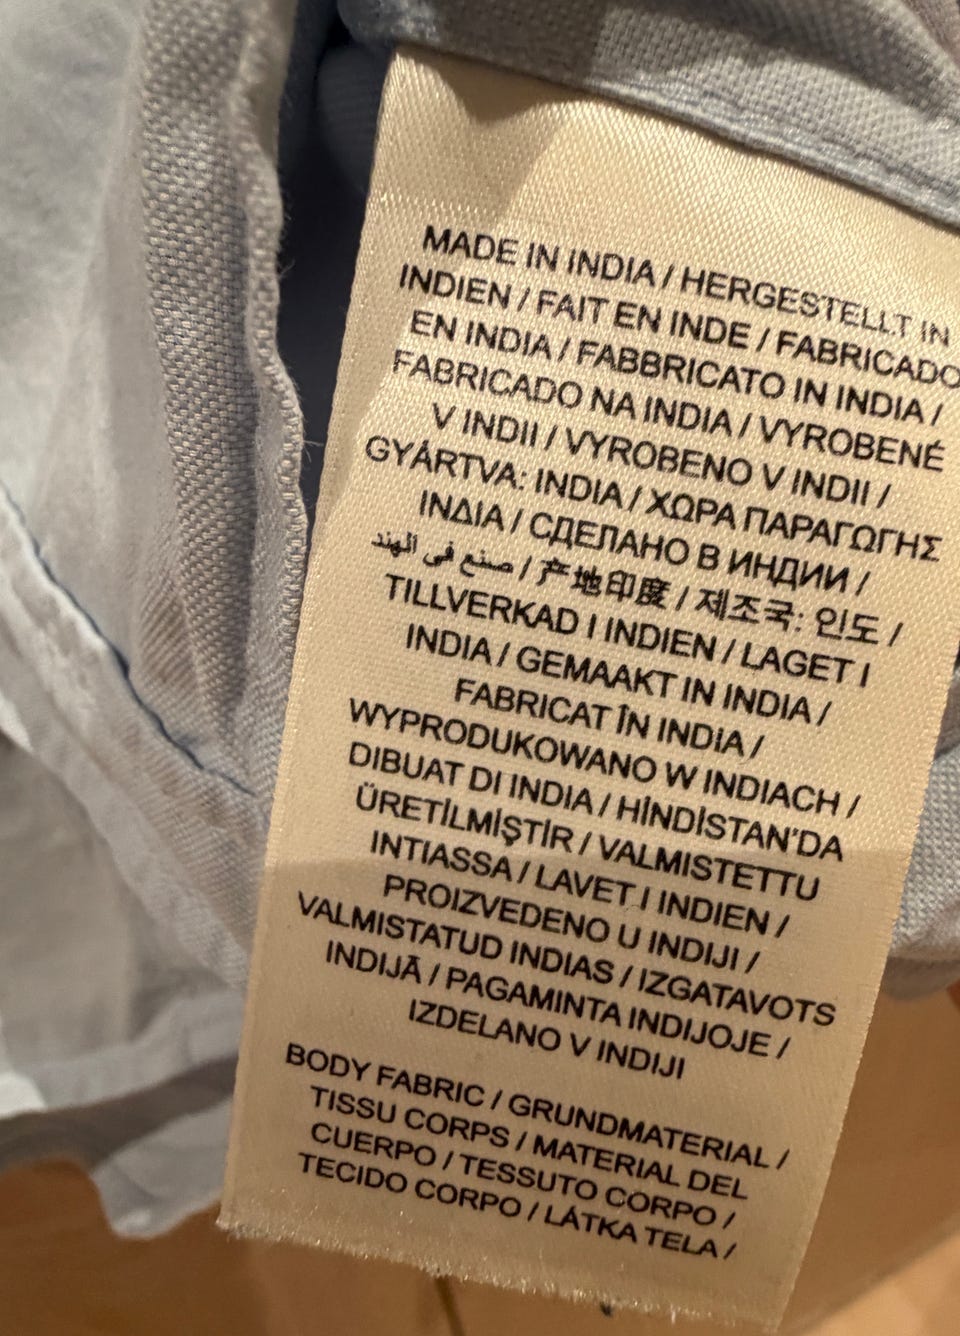 MADE IN INDIA / HERGESTELLT IN
INDIEN / FAIT EN INDE / FABRICADO
EN INDIA / FABBRICATO IN INDIA /
FABRICADO NA INDIA / VYROBENÉ
V INDII / VYROBENO V INDII /
GYÁRTVA: INDIA / ΧΩΡΑ ΠΑΡΑΓΩΓΗΣ
ΙΝΔΙΑ / СДЕЛАНО В ИНДИИ /
صنع في الهند / 产地印度 / 제조국: 인도 /
TILLVERKAD I INDIEN / LAGET I
INDIA / GEMAAKT IN INDIA /
FABRICAT ÎN INDIA /
WYPRODUKOWANO W INDIACH /
DIBUAT DI INDIA / HİNDİSTAN'DA
ÜRETİLMİŞTİR / VALMISTETTU
INTIASSA / LAVET I INDIEN /
PROIZVEDENO U INDIJI /
VALMISTATUD INDIAS / IZGATAVOTS
INDIJĀ / PAGAMINTA INDIJOJE /
IZDELANO V INDIJI
BODY FABRIC / GRUNDMATERIAL /
TISSU CORPS / MATERIAL DEL
CUERPO / TESSUTO CORPO /
TECIDO CORPO / LÁTKA TELA /